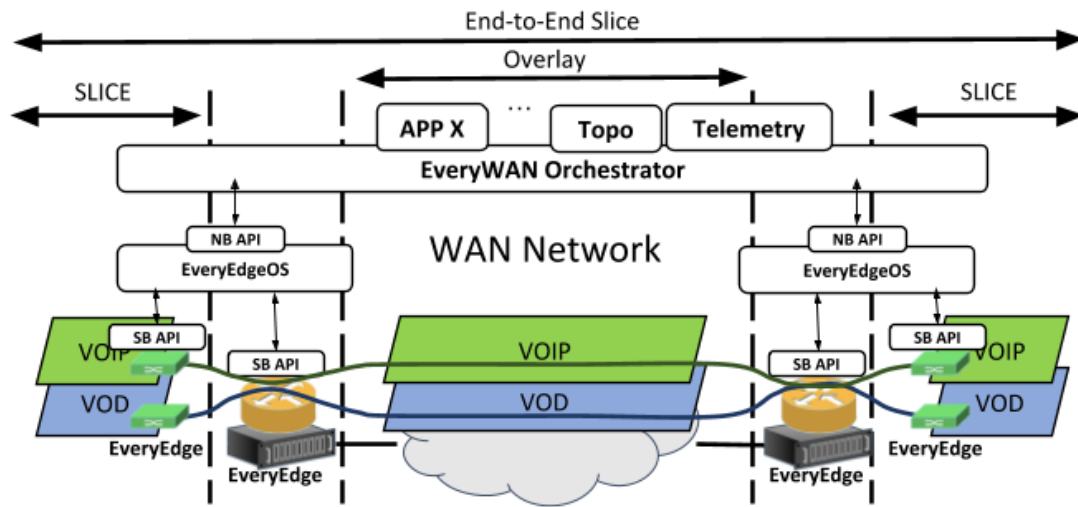 End-to-End Slice
Overlay
SLICE
SLICE
APP X
...
Topo
Telemetry
EveryWAN Orchestrator
NB API
NB API
WAN Network
EveryEdgeOS
EveryEdgeOS
SB API
SB API
SB API
SB API
VOIP
VOIP
VOIP
VOD
VOD
VOD
EveryEdge
EveryEdge
EveryEdge
EveryEdge